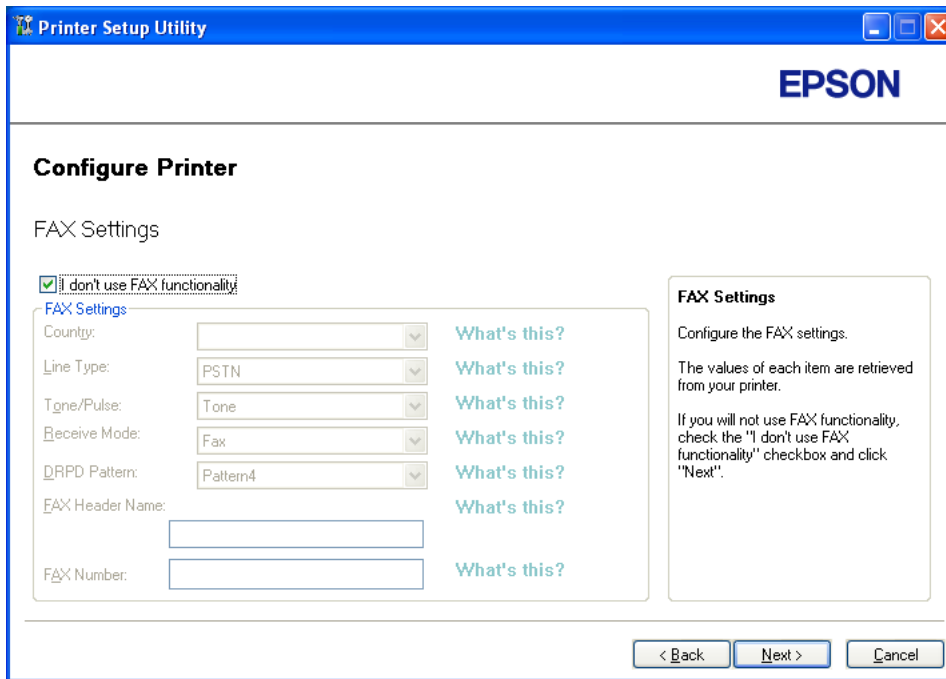 Printer Setup Utility
EPSON
Configure Printer
FAX Settings
I don't use FAX functionality
FAX Settings
Country: What's this?
Line Type: PSTN What's this?
Tone/Pulse: Tone What's this?
Receive Mode: Fax What's this?
DRPD Pattern: Pattern4 What's this?
FAX Header Name: What's this?
FAX Number: What's this?
FAX Settings
Configure the FAX settings.
The values of each item are retrieved
from your printer.
If you will not use FAX functionality,
check the "I don't use FAX
functionality" checkbox and click
"Next".
< Back Next > Cancel